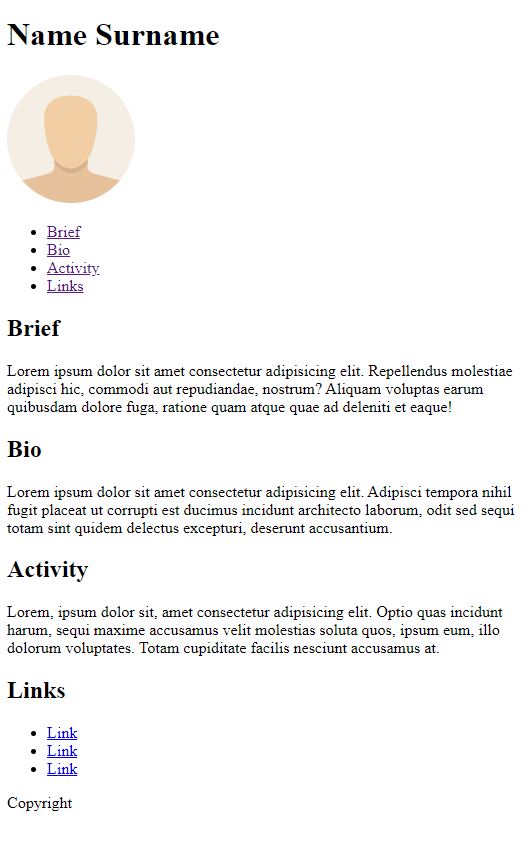 Name Surname
Brief
Bio
Activity
Links
Brief
Lorem ipsum dolor sit amet consectetur adipisicing elit. Repellendus molestiae
adipisci hic, commodi aut repudiandae, nostrum? Aliquam voluptas earum
quibusdam dolore fuga, ratione quam atque quae ad deleniti et eaque!
Bio
Lorem ipsum dolor sit amet consectetur adipisicing elit. Adipisci tempora nihil
fugit placeat ut corrupti est ducimus incidunt architecto laborum, odit sed sequi
totam sint quidem delectus excepturi, deserunt accusantium.
Activity
Lorem, ipsum dolor sit, amet consectetur adipisicing elit. Optio quas incidunt
harum, sequi maxime accusamus velit molestias soluta quos, ipsum eum, illo
dolorum voluptates. Totam cupiditate facilis nesciunt accusamus at.
Links
Link
Link
Link
Copyright